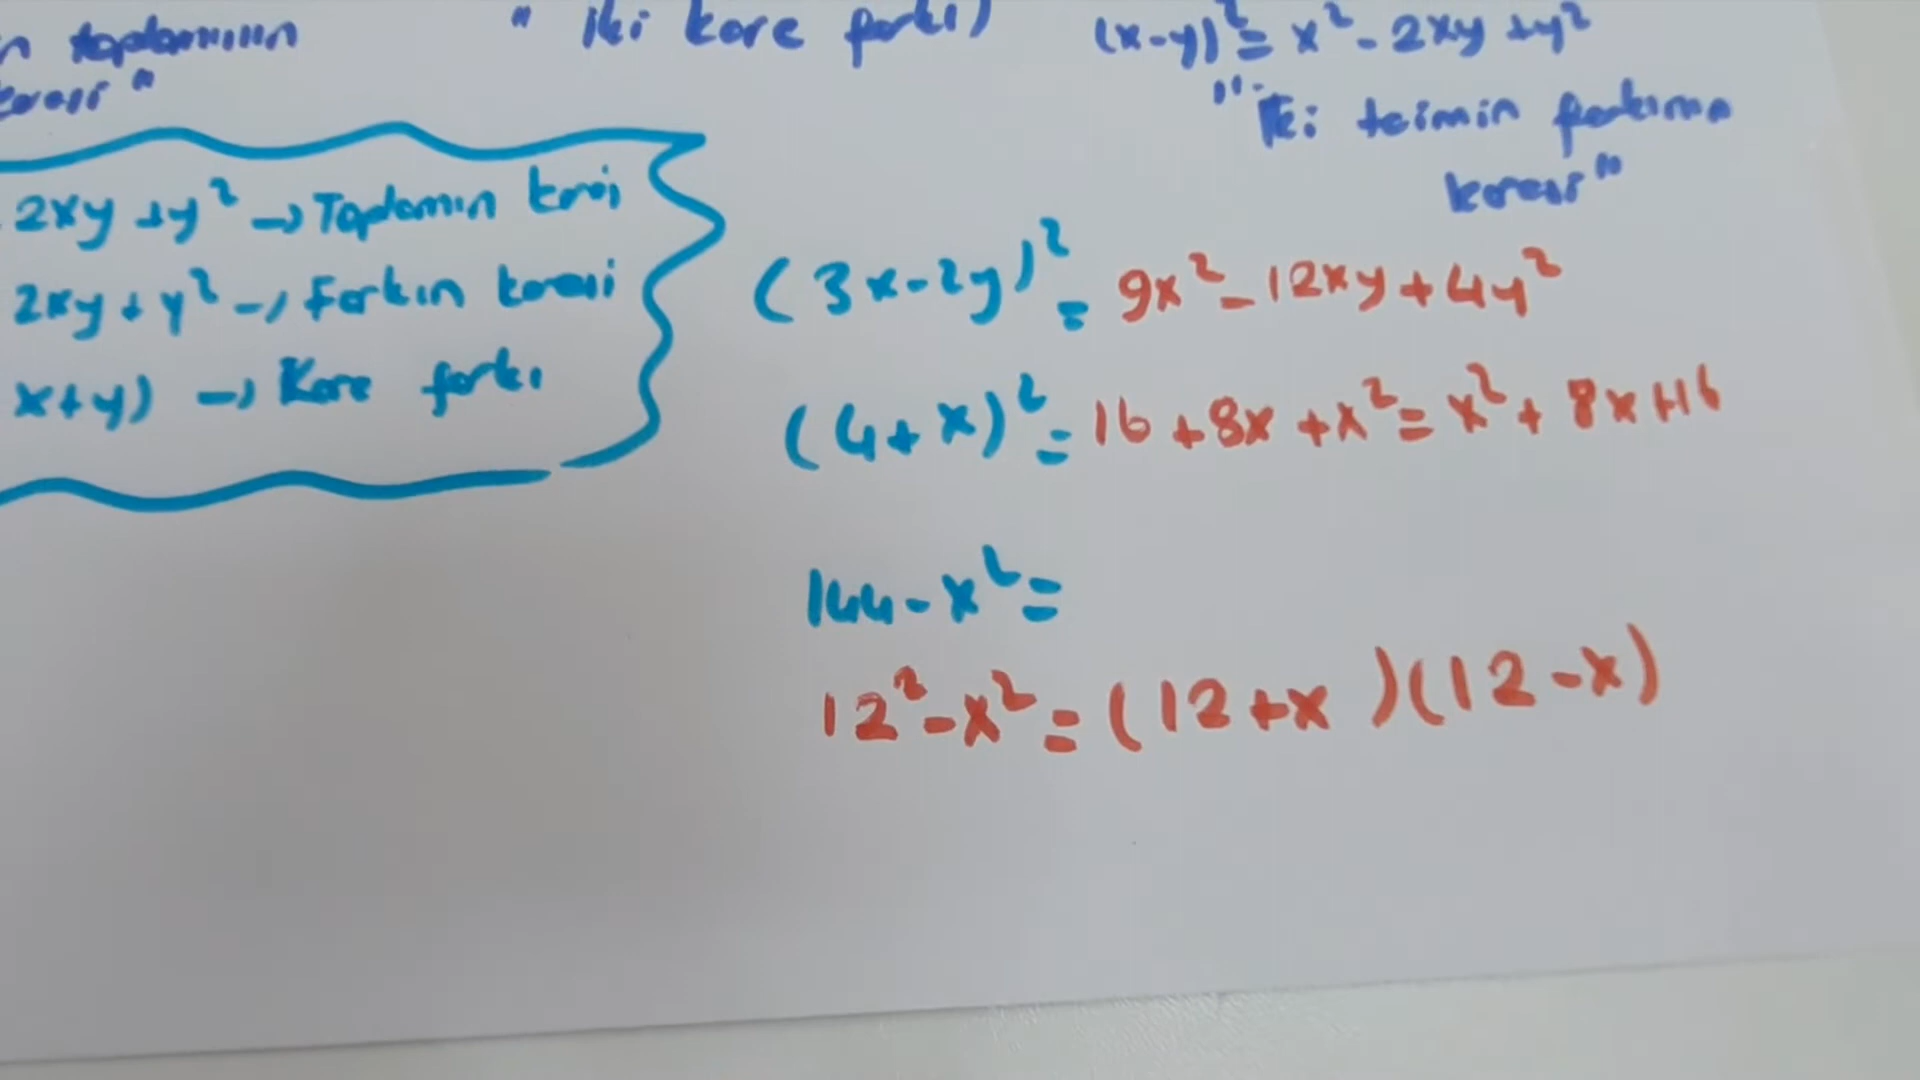 n toplamının
karesi"
" iki kare farkı)
(x-y)² = x² - 2xy + y²
"İki terimin farkının
karesi"
2xy + y² → Toplamın karesi
2xy + y² → Farkın karesi
x+y) → Kare farkı
(3x-2y)² = 9x² - 12xy + 4y²
(4+x)² = 16 + 8x + x² = x² + 8x + 16
144 - x² =
12² - x² = (12+x)(12-x)